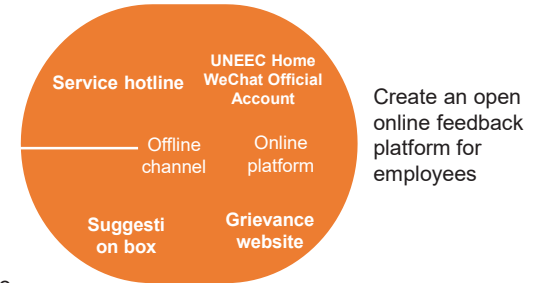 Service hotline
UNEEC Home
WeChat Official
Account
Offline
channel
Online
platform
Suggesti
on box
Grievance
website
Create an open
online feedback
platform for
employees